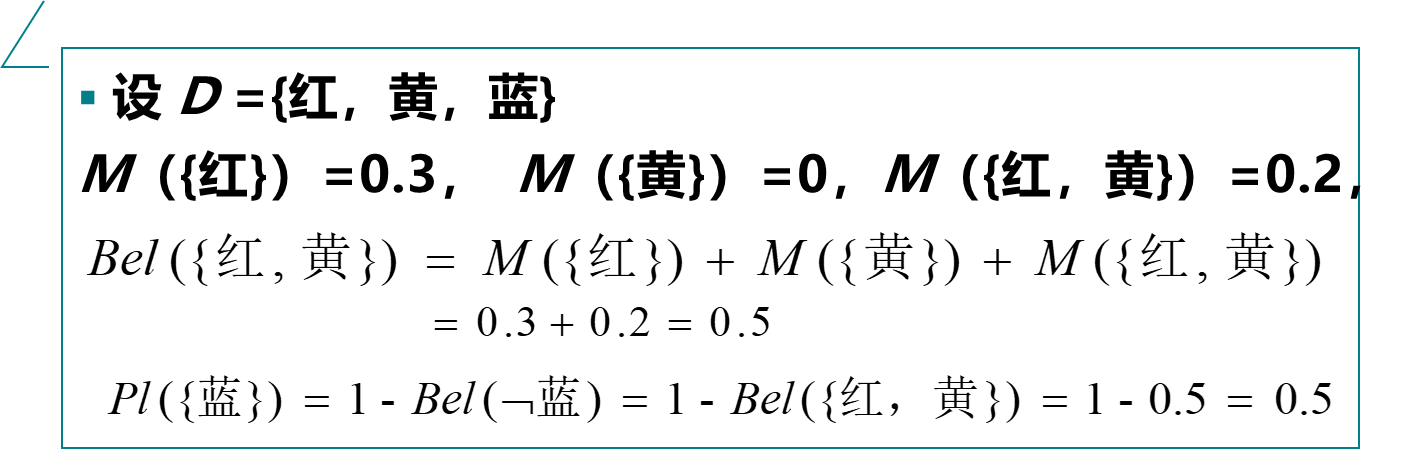 ▪ 设 D ={红，黄，蓝}
M（{红}）=0.3， M（{黄}）=0，M（{红，黄}）=0.2，
Bel({红, 黄}) = M({红}) + M({黄}) + M({红, 黄})
= 0.3 + 0.2 = 0.5
Pl({蓝}) = 1 - Bel(¬蓝) = 1 - Bel({红，黄}) = 1 - 0.5 = 0.5